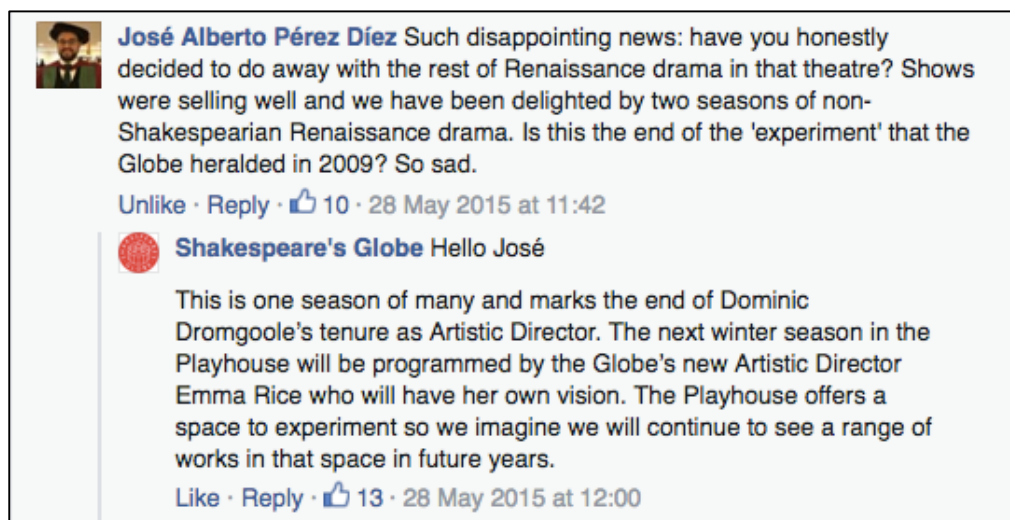 José Alberto Pérez Díez Such disappointing news: have you honestly
decided to do away with the rest of Renaissance drama in that theatre? Shows
were selling well and we have been delighted by two seasons of non-
Shakespearian Renaissance drama. Is this the end of the 'experiment' that the
Globe heralded in 2009? So sad.
Unlike · Reply · 10 · 28 May 2015 at 11:42
Shakespeare's Globe Hello José
This is one season of many and marks the end of Dominic
Dromgoole’s tenure as Artistic Director. The next winter season in the
Playhouse will be programmed by the Globe’s new Artistic Director
Emma Rice who will have her own vision. The Playhouse offers a
space to experiment so we imagine we will continue to see a range of
works in that space in future years.
Like · Reply · 13 · 28 May 2015 at 12:00